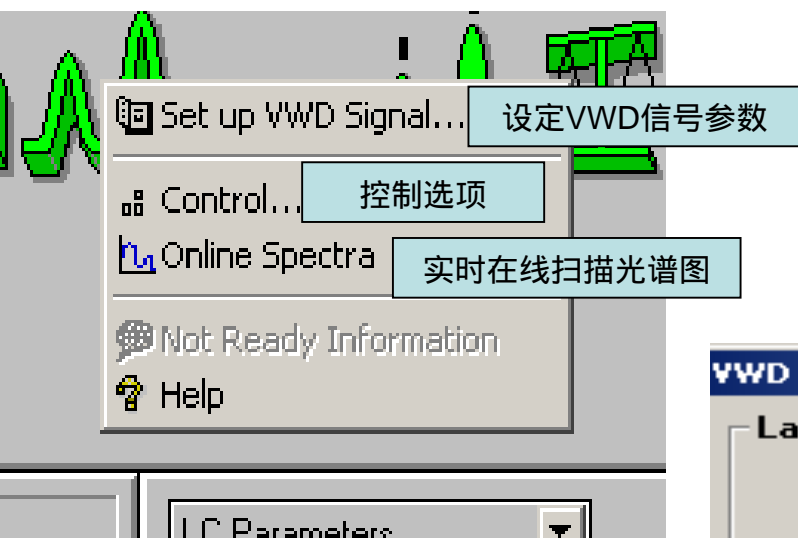 Set up VWD Signal...
设定VWD信号参数
Control...
控制选项
Online Spectra
实时在线扫描光谱图
Not Ready Information
Help
VWD
La
LC Parameters